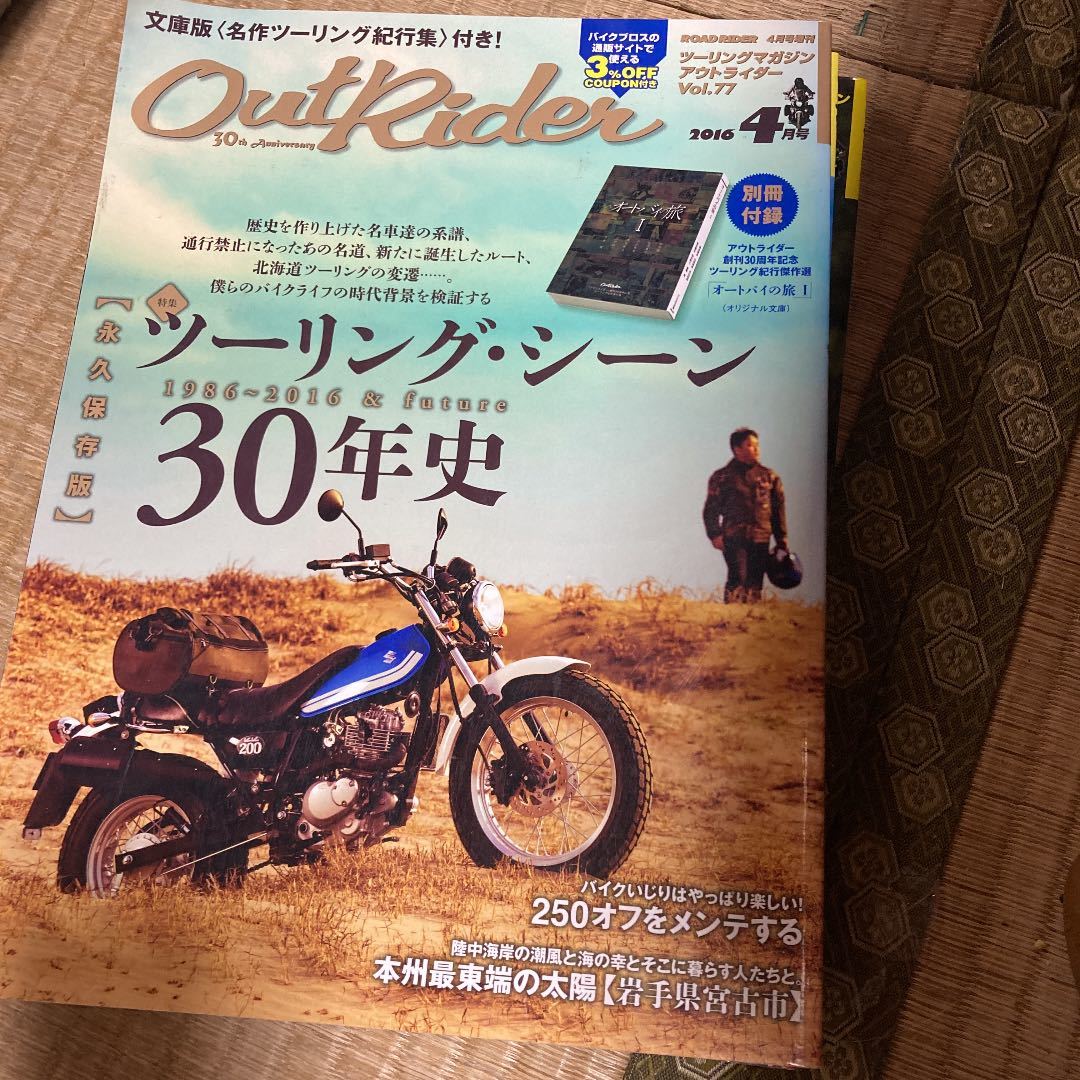 文庫版〈名作ツーリング紀行集〉付き!
バイクブロスの
通販サイトで
使える
3%OFF
COUPON付き
ROAD RIDER 4月号増刊
ツーリングマガジン
アウトライダー
Vol.77
2016 4月号
OutRider
30th Anniversary
オートバイ旅
I
OutRider
別冊
付録
アウトライダー
創刊30周年記念
ツーリング紀行傑作選
「オートバイの旅 I」
(オリジナル文庫)
歴史を作り上げた名車達の系譜、
通行禁止になったあの名道、新たに誕生したルート、
北海道ツーリングの変遷……。
僕らのバイクライフの時代背景を検証する
特集
ツーリング・シーン
1986~2016 & future
30年史
【永久保存版】
200
バイクいじりはやっぱり楽しい!
250オフをメンテする
陸中海岸の潮風と海の幸とそこに暮らす人たちと。
本州最東端の太陽【岩手県宮古市】